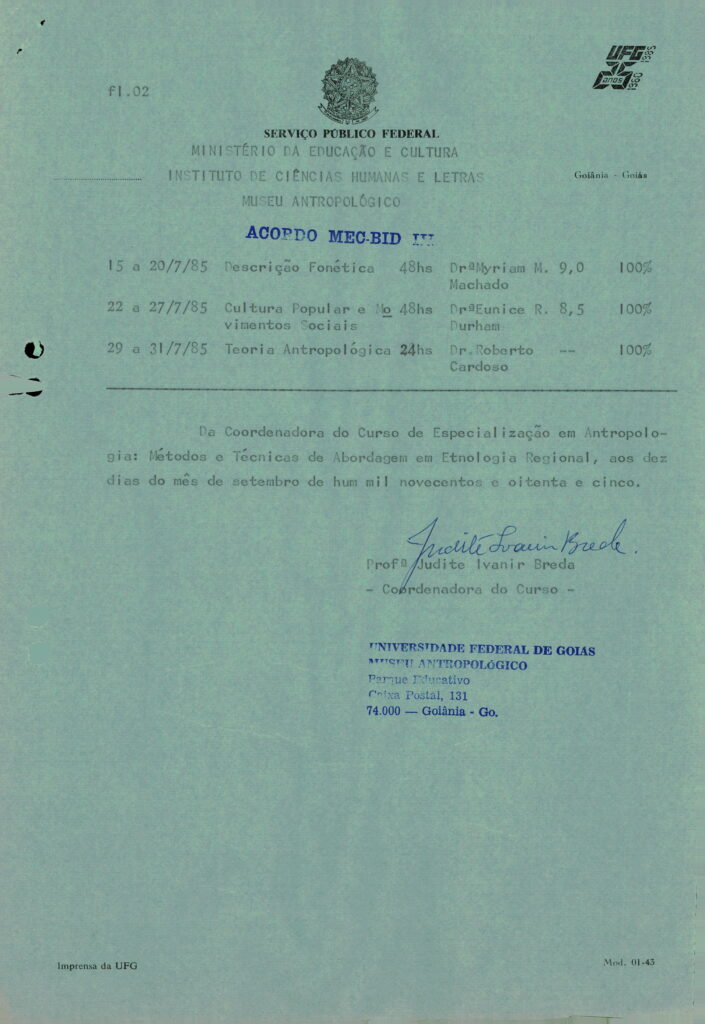 fl.02
UFG
25 anos
1960 1985
SERVIÇO PÚBLICO FEDERAL
MINISTÉRIO DA EDUCAÇÃO E CULTURA
INSTITUTO DE CIÊNCIAS HUMANAS E LETRAS
Goiânia - Goiás
MUSEU ANTROPOLÓGICO
ACORDO MEC-BID III
15 a 20/7/85 Descrição Fonética 48hs DrªMyriam M. 9,0 100%
Machado
22 a 27/7/85 Cultura Popular e Mo 48hs DrªEunice R. 8,5 100%
vimentos Sociais Durham
29 a 31/7/85 Teoria Antropológica 24hs Dr.Roberto -- 100%
Cardoso
Da Coordenadora do Curso de Especialização em Antropolo-
gia: Métodos e Técnicas de Abordagem em Etnologia Regional, aos dez
dias do mês de setembro de hum mil novecentos e oitenta e cinco.
Judite Ivanir Breda.
Profª Judite Ivanir Breda
- Coordenadora do Curso -
UNIVERSIDADE FEDERAL DE GOIAS
MUSEU ANTROPOLÓGICO
Parque Educativo
Caixa Postal, 131
74.000 — Goiânia - Go.
Imprensa da UFG
Mod. 01-43